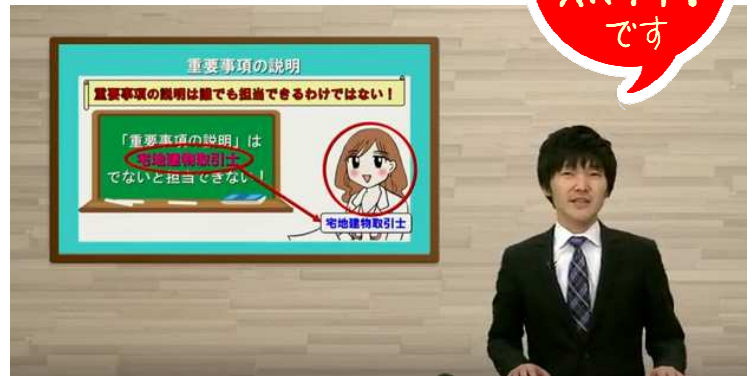 です
重要事項の説明
重要事項の説明は誰でも担当できるわけではない！
「重要事項の説明」は
宅地建物取引士
でないと担当できない！
宅地建物取引士